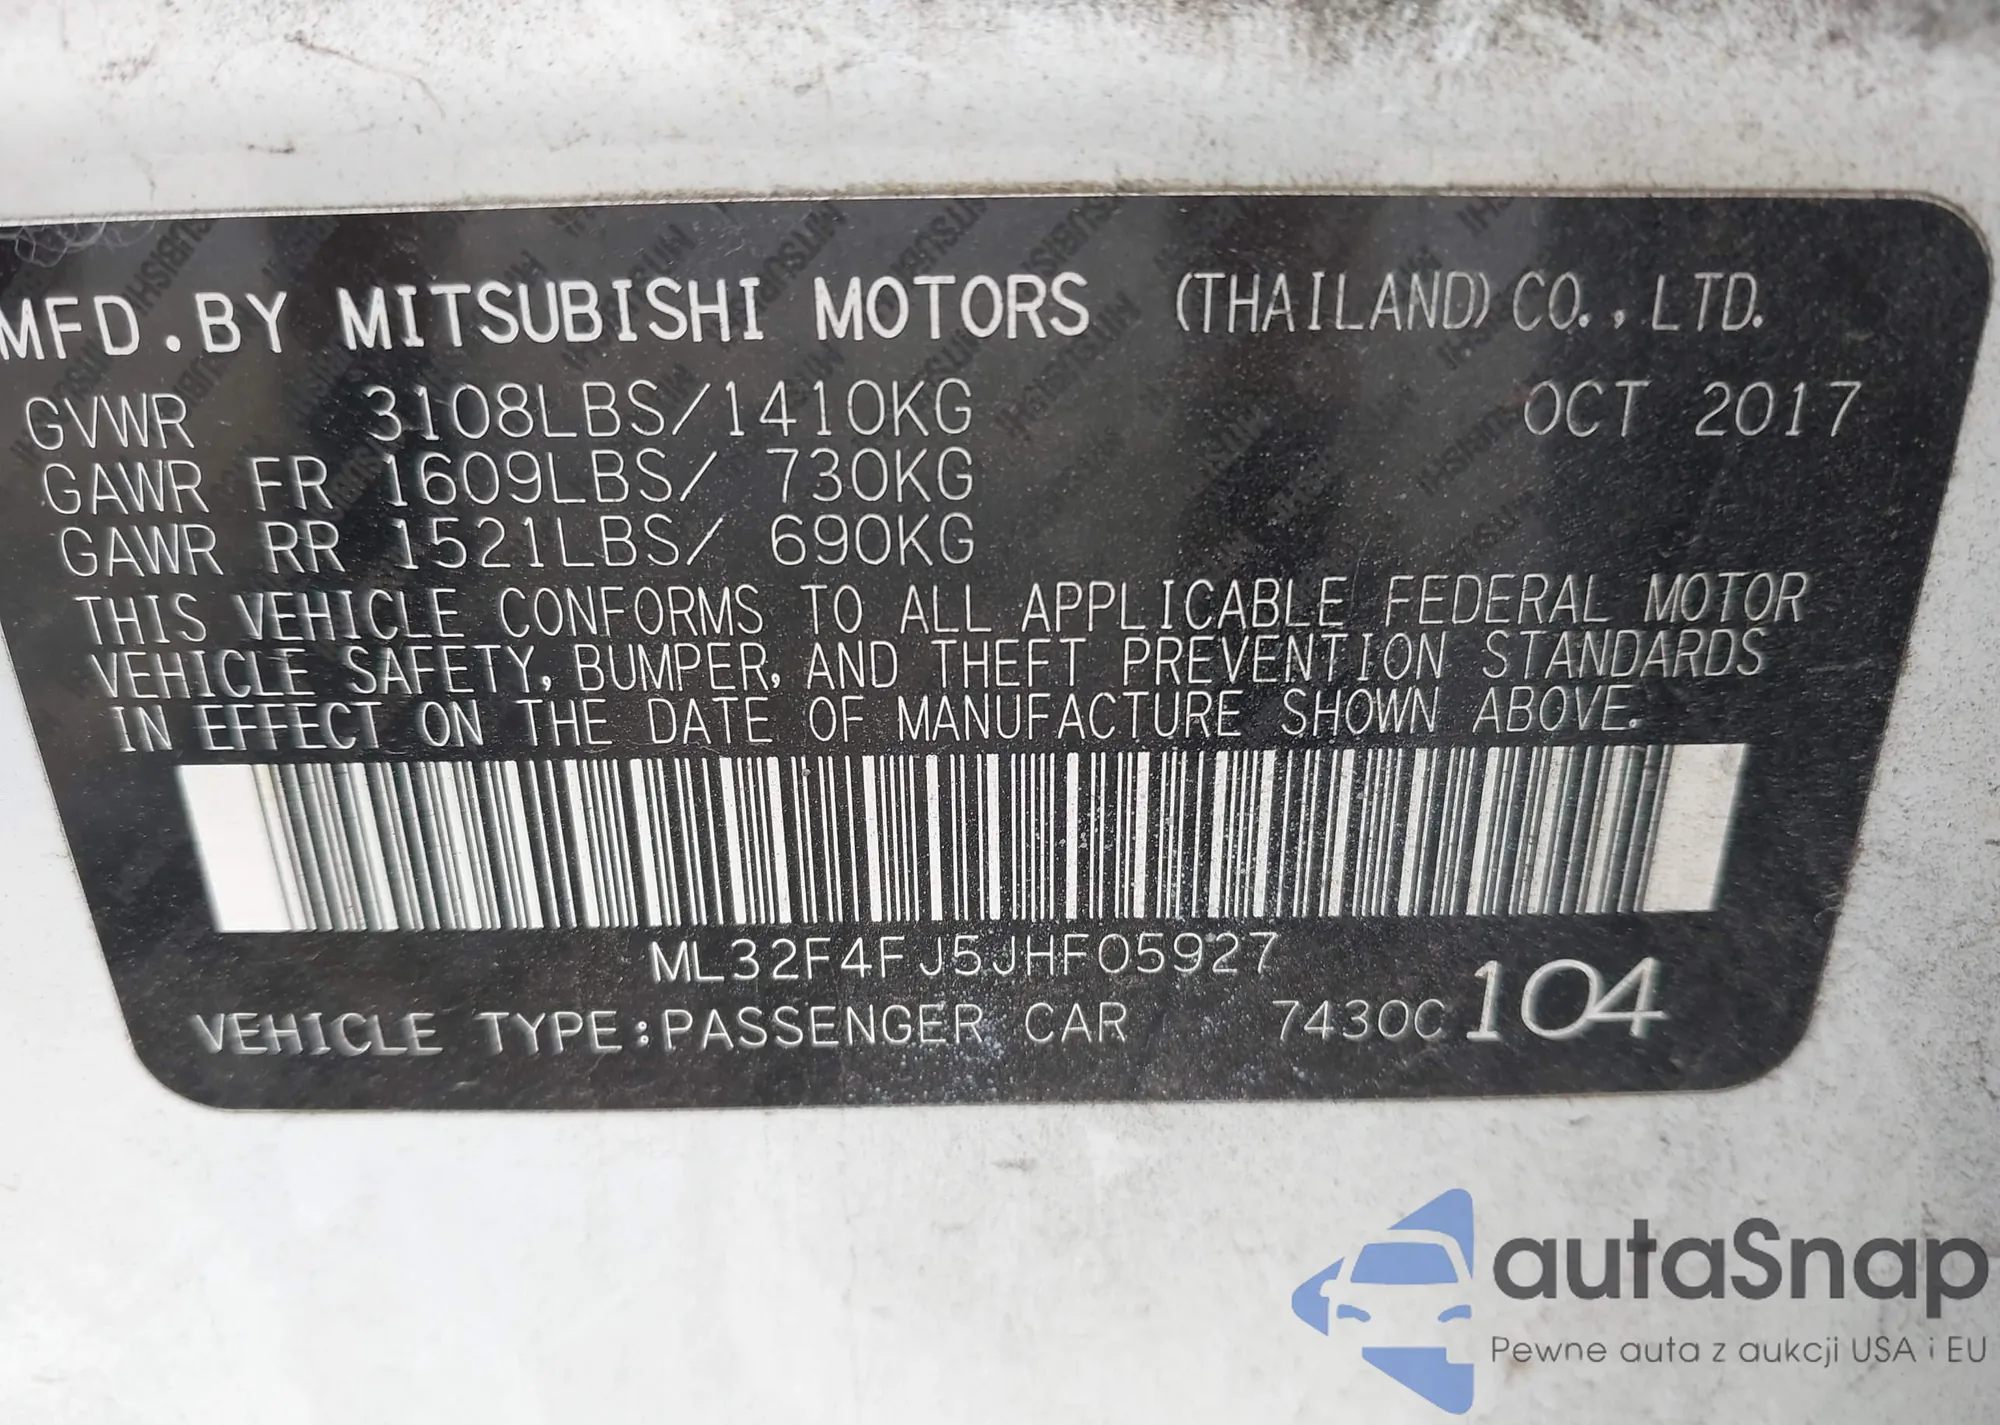 MFD.BY MITSUBISHI MOTORS (THAILAND) CO.,LTD.
GVWR 3108LBS/1410KG OCT 2017
GAWR FR 1609LBS/ 730KG
GAWR RR 1521LBS/ 690KG
THIS VEHICLE CONFORMS TO ALL APPLICABLE FEDERAL MOTOR
VEHICLE SAFETY, BUMPER, AND THEFT PREVENTION STANDARDS
IN EFFECT ON THE DATE OF MANUFACTURE SHOWN ABOVE.
ML32F4FJ5JHF05927
VEHICLE TYPE:PASSENGER CAR 7430C 104
autaSnap
Pewne auta z aukcji USA i EU